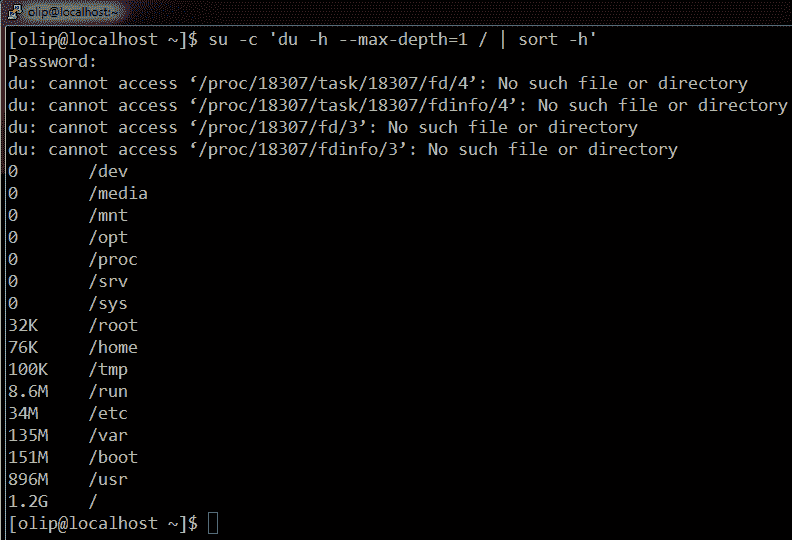 olip@localhost:~
[olip@localhost ~]$ su -c 'du -h --max-depth=1 / | sort -h'
Password:
du: cannot access ‘/proc/18307/task/18307/fd/4’: No such file or directory
du: cannot access ‘/proc/18307/task/18307/fdinfo/4’: No such file or directory
du: cannot access ‘/proc/18307/fd/3’: No such file or directory
du: cannot access ‘/proc/18307/fdinfo/3’: No such file or directory
0 /dev
0 /media
0 /mnt
0 /opt
0 /proc
0 /srv
0 /sys
32K /root
76K /home
100K /tmp
8.6M /run
34M /etc
135M /var
151M /boot
896M /usr
1.2G /
[olip@localhost ~]$